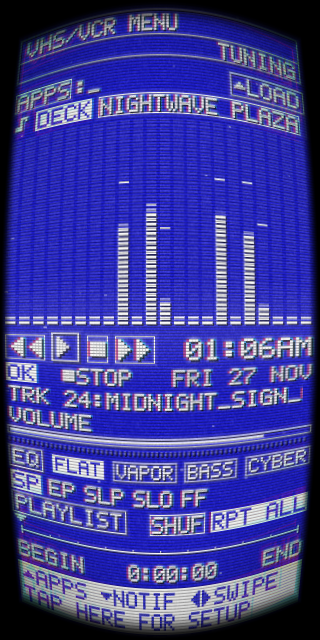 VHS/VCR MENU
TUNING
APPS:_ ▲LOAD
DECK NIGHTWAVE PLAZA
01:06AM
OK ■STOP FRI 27 NOV
TRK 24:MIDNIGHT_SIGN_
VOLUME
EQ FLAT VAPOR BASS CYBER
SP EP SLP SLO FF
PLAYLIST SHUF RPT ALL
BEGIN 0:00:00 END
▲APPS ▼NOTIF ◀▶SWIPE
TAP HERE FOR SETUP